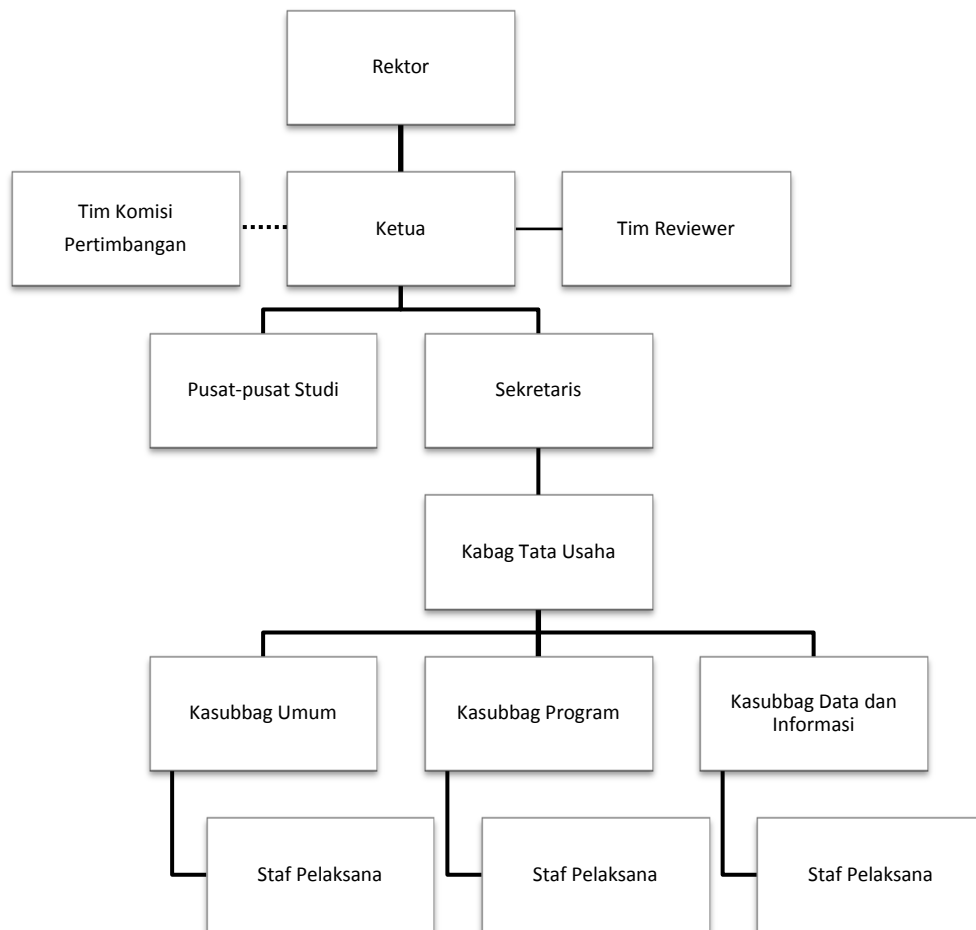 Rektor
Tim Komisi
Pertimbangan
Ketua
Tim Reviewer
Pusat-pusat Studi
Sekretaris
Kabag Tata Usaha
Kasubbag Umum
Kasubbag Program
Kasubbag Data dan
Informasi
Staf Pelaksana
Staf Pelaksana
Staf Pelaksana